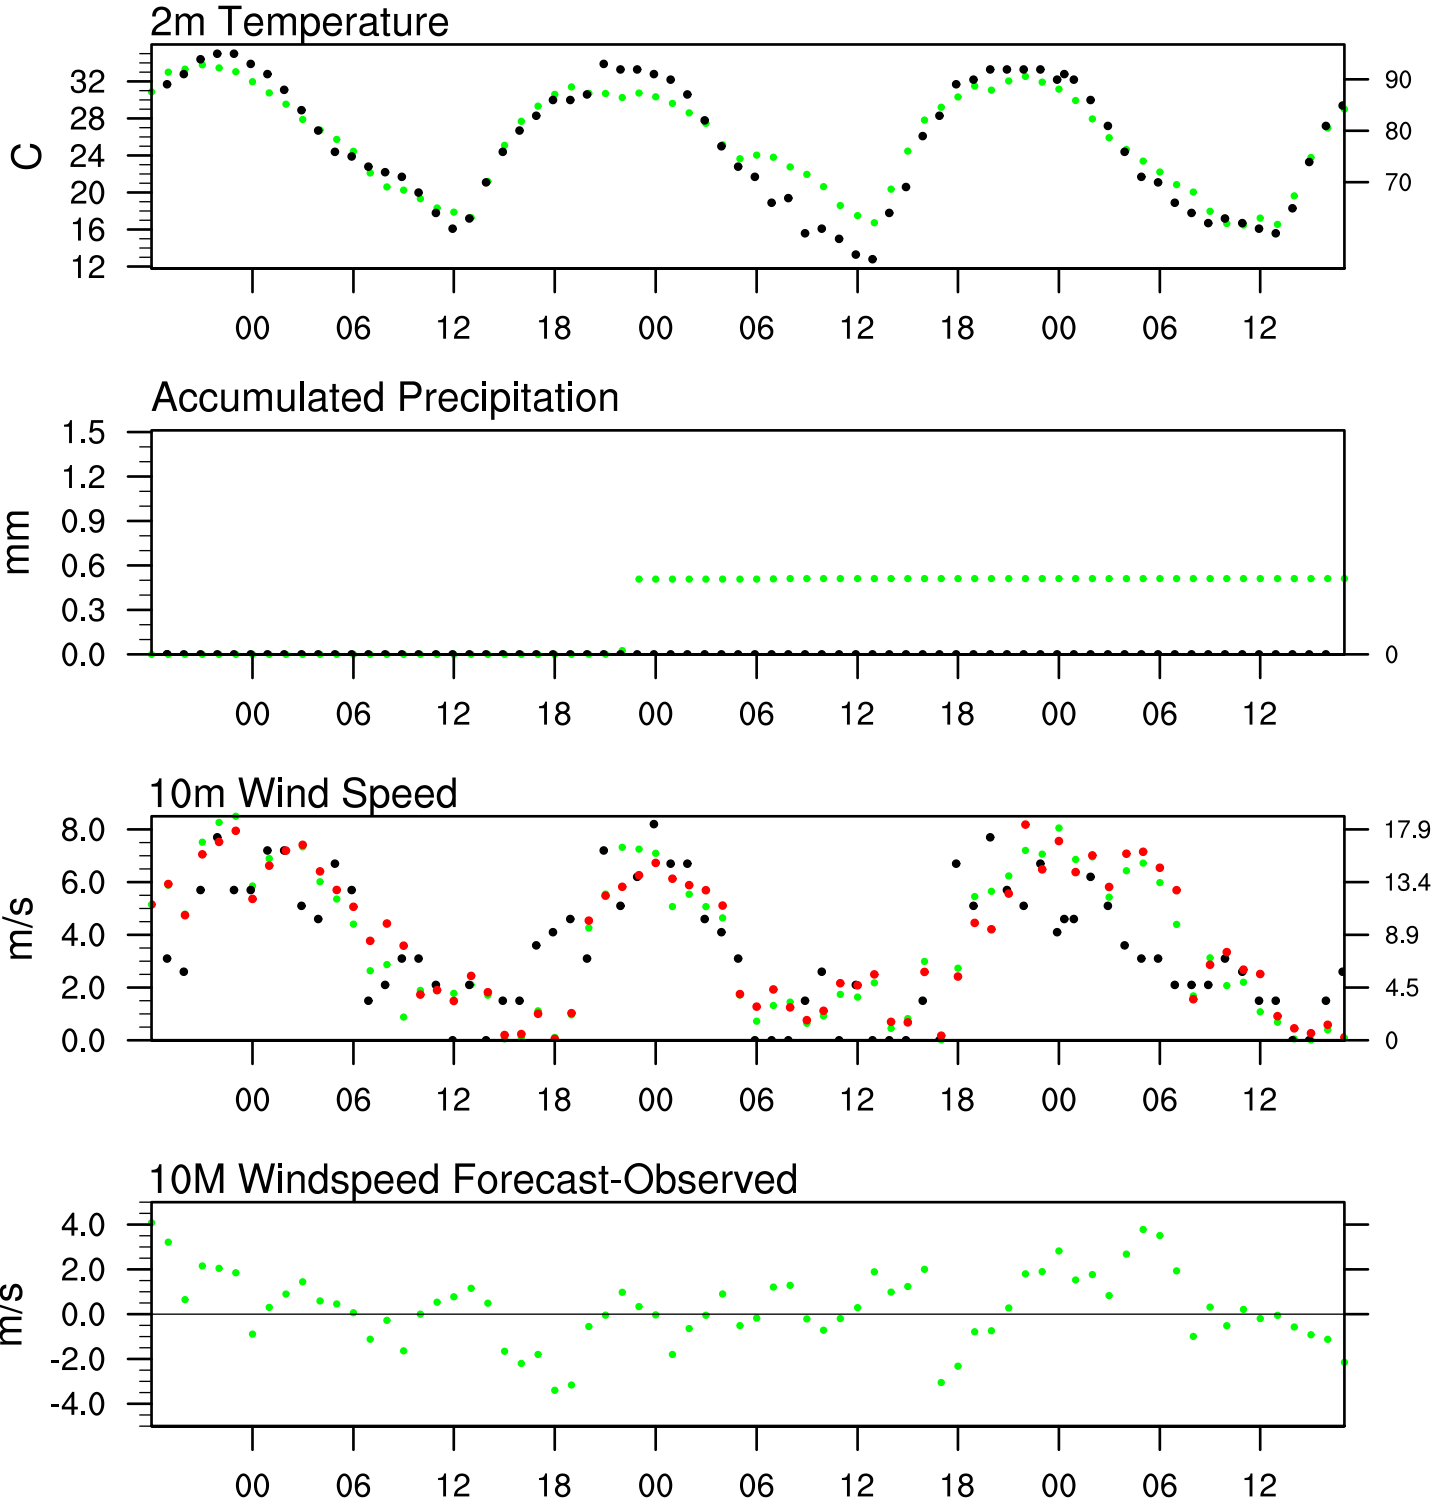 2m Temperature
C
32
28
24
20
16
12
90
80
70
00 06 12 18 00 06 12 18 00 06 12
Accumulated Precipitation
mm
1.5
1.2
0.9
0.6
0.3
0.0
0
00 06 12 18 00 06 12 18 00 06 12
10m Wind Speed
m/s
8.0
6.0
4.0
2.0
0.0
17.9
13.4
8.9
4.5
0
00 06 12 18 00 06 12 18 00 06 12
10M Windspeed Forecast-Observed
m/s
4.0
2.0
0.0
-2.0
-4.0
00 06 12 18 00 06 12 18 00 06 12